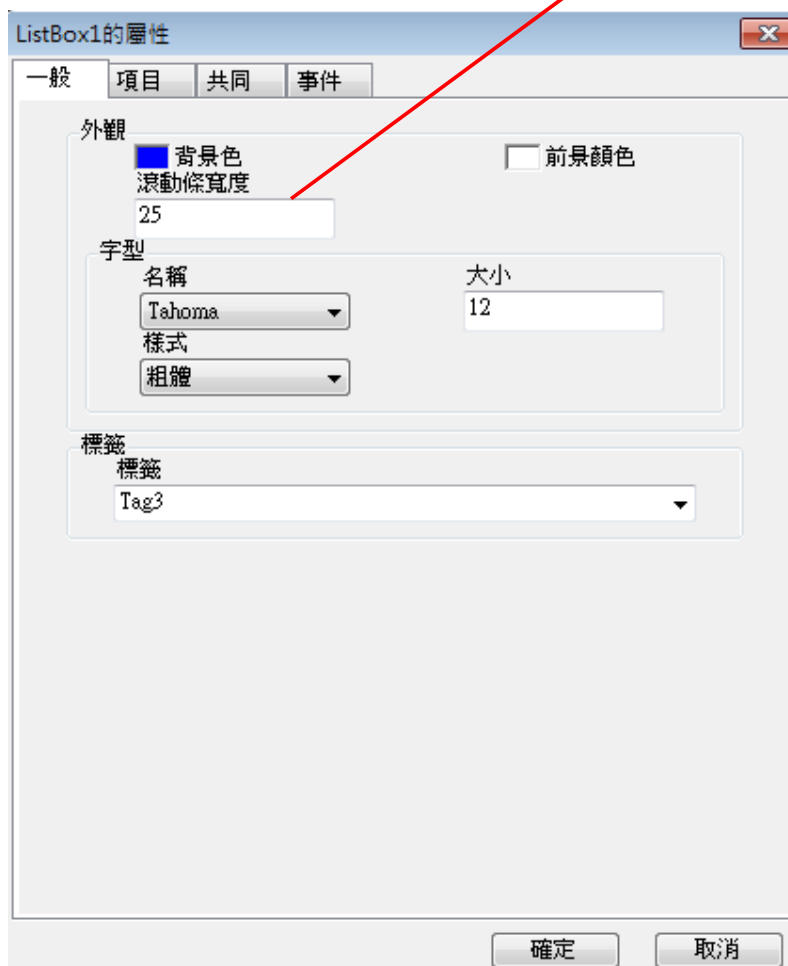 ListBox1的屬性
一般 項目 共同 事件
外觀
背景色 前景顏色
滾動條寬度
25
字型
名稱 大小
Tahoma 12
樣式
粗體
標籤
標籤
Tag3
確定 取消